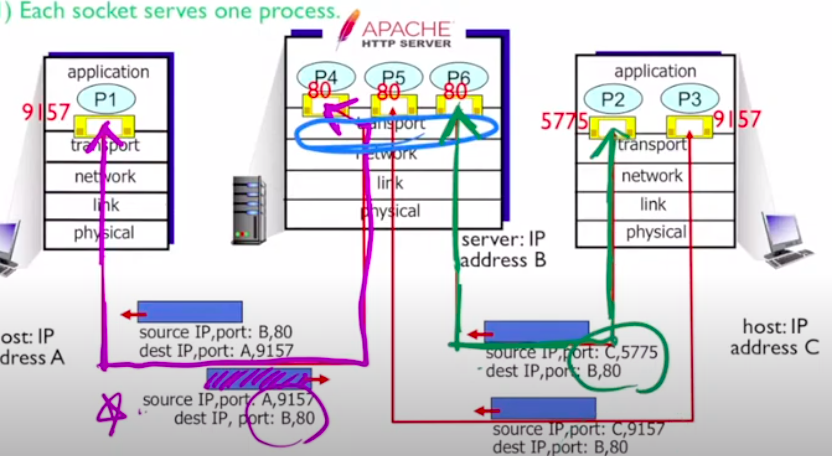 1) Each socket serves one process.
APACHE
HTTP SERVER
application
P1
9157
transport
network
link
physical
P4
P5
P6
80
80
80
transport
network
link
physical
server: IP
address B
application
P2
P3
5775
9157
transport
network
link
physical
ost: IP
dress A
host: IP
address C
source IP,port: B,80
dest IP,port: A,9157
source IP,port: A,9157
dest IP, port: B,80
source IP,port: C,5775
dest IP,port: B,80
source IP,port: C,9157
dest IP,port: B,80